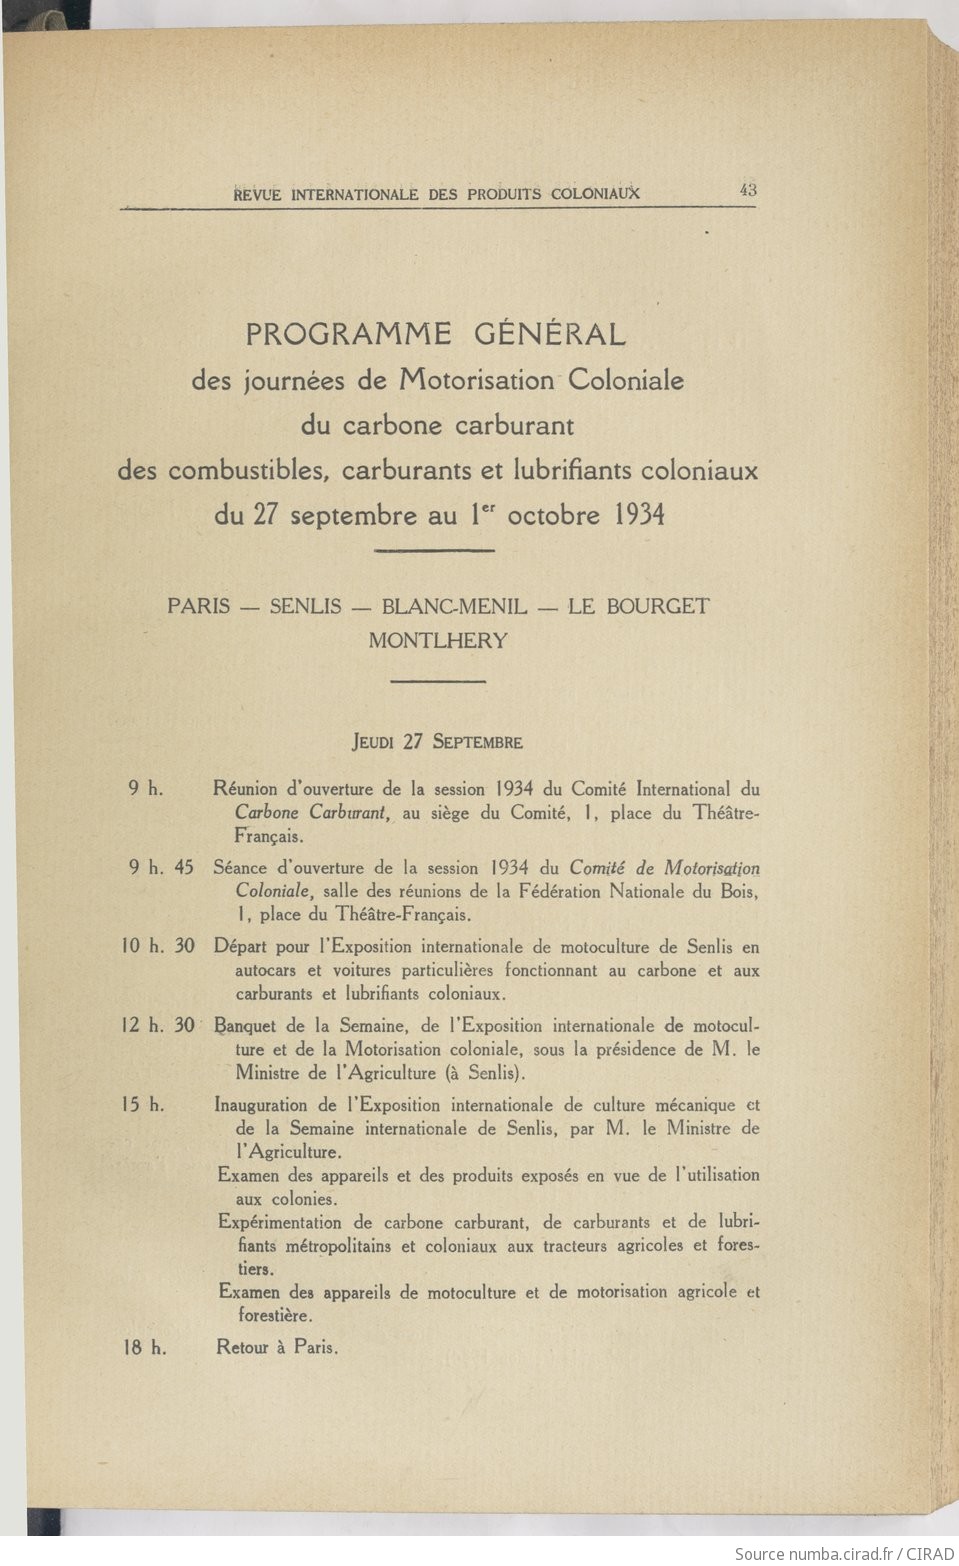 REVUE INTERNATIONALE DES PRODUITS COLONIAUX 43
PROGRAMME GÉNÉRAL
des journées de Motorisation Coloniale
du carbone carburant
des combustibles, carburants et lubrifiants coloniaux
du 27 septembre au 1er octobre 1934
PARIS — SENLIS — BLANC-MENIL — LE BOURGET
MONTLHERY
JEUDI 27 SEPTEMBRE
9 h. Réunion d'ouverture de la session 1934 du Comité International du
Carbone Carburant, au siège du Comité, 1, place du Théâtre-
Français.
9 h. 45 Séance d'ouverture de la session 1934 du Comité de Motorisation
Coloniale, salle des réunions de la Fédération Nationale du Bois,
1, place du Théâtre-Français.
10 h. 30 Départ pour l'Exposition internationale de motoculture de Senlis en
autocars et voitures particulières fonctionnant au carbone et aux
carburants et lubrifiants coloniaux.
12 h. 30 Banquet de la Semaine, de l'Exposition internationale de motocul-
ture et de la Motorisation coloniale, sous la présidence de M. le
Ministre de l'Agriculture (à Senlis).
15 h. Inauguration de l'Exposition internationale de culture mécanique et
de la Semaine internationale de Senlis, par M. le Ministre de
l'Agriculture.
Examen des appareils et des produits exposés en vue de l'utilisation
aux colonies.
Expérimentation de carbone carburant, de carburants et de lubri-
fiants métropolitains et coloniaux aux tracteurs agricoles et fores-
tiers.
Examen des appareils de motoculture et de motorisation agricole et
forestière.
18 h. Retour à Paris.
Source numba.cirad.fr / CIRAD